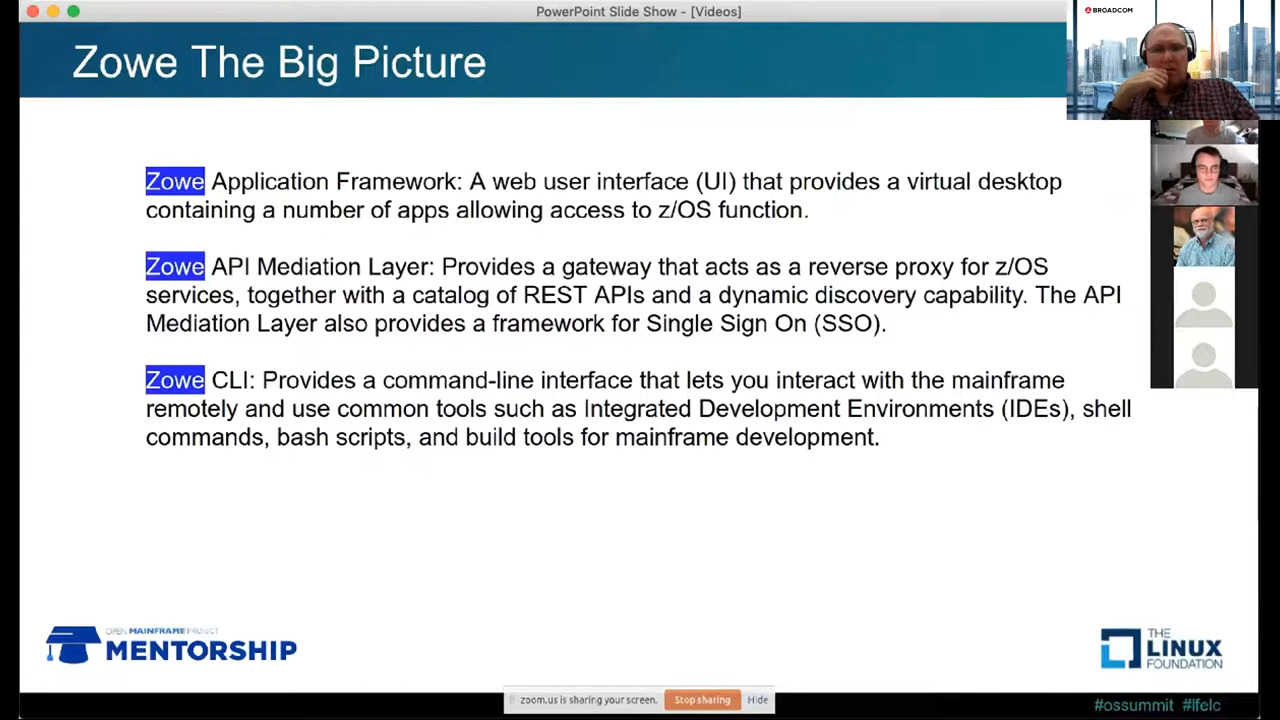 PowerPoint Slide Show - [Videos]
BROADCOM
Zowe The Big Picture
Zowe Application Framework: A web user interface (UI) that provides a virtual desktop
containing a number of apps allowing access to z/OS function.
Zowe API Mediation Layer: Provides a gateway that acts as a reverse proxy for z/OS
services, together with a catalog of REST APIs and a dynamic discovery capability. The API
Mediation Layer also provides a framework for Single Sign On (SSO).
Zowe CLI: Provides a command-line interface that lets you interact with the mainframe
remotely and use common tools such as Integrated Development Environments (IDEs), shell
commands, bash scripts, and build tools for mainframe development.
OPEN MAINFRAME PROJECT
MENTORSHIP
THE
LINUX
FOUNDATION
zoom.us is sharing your screen. Stop sharing Hide
#ossummit #lfelc